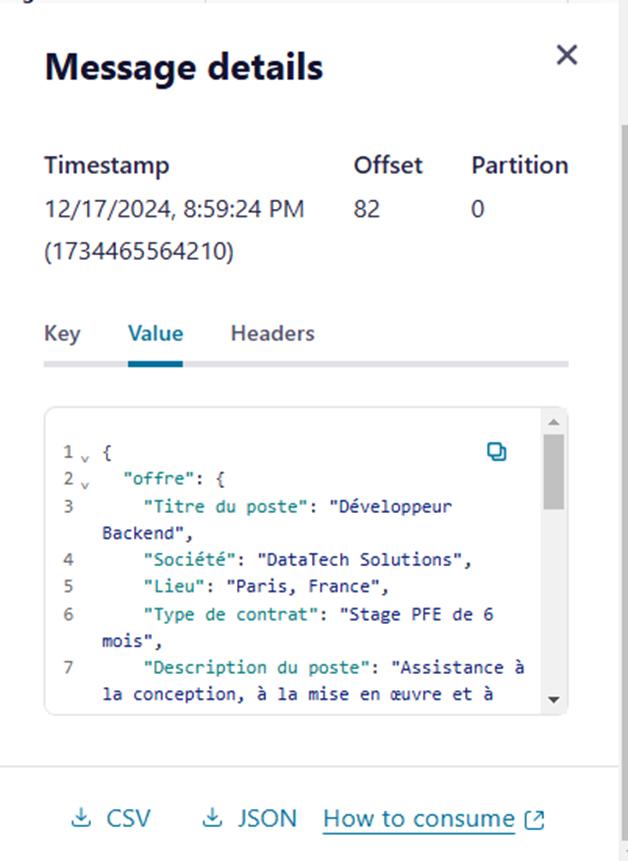 Message details
Timestamp Offset Partition
12/17/2024, 8:59:24 PM 82 0
(1734465564210)
Key Value Headers
1 {
2 "offre": {
3 "Titre du poste": "Développeur
Backend",
4 "Société": "DataTech Solutions",
5 "Lieu": "Paris, France",
6 "Type de contrat": "Stage PFE de 6
mois",
7 "Description du poste": "Assistance à
la conception, à la mise en œuvre et à
CSV JSON How to consume